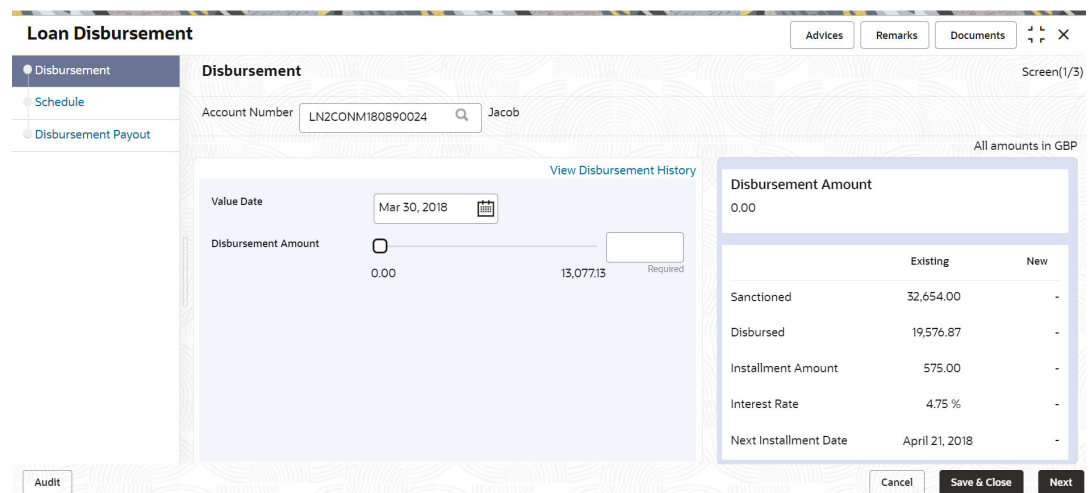 Loan Disbursement
Advices
Remarks
Documents
Disbursement
Schedule
Disbursement Payout
Disbursement
Screen(1/3)
Account Number LN2CONM180890024 Jacob
All amounts in GBP
View Disbursement History
Value Date Mar 30, 2018
Disbursement Amount
0.00 13,077.13 Required
Disbursement Amount
0.00
Existing New
Sanctioned 32,654.00 -
Disbursed 19,576.87 -
Installment Amount 575.00 -
Interest Rate 4.75 % -
Next Installment Date April 21, 2018 -
Audit
Cancel
Save & Close
Next